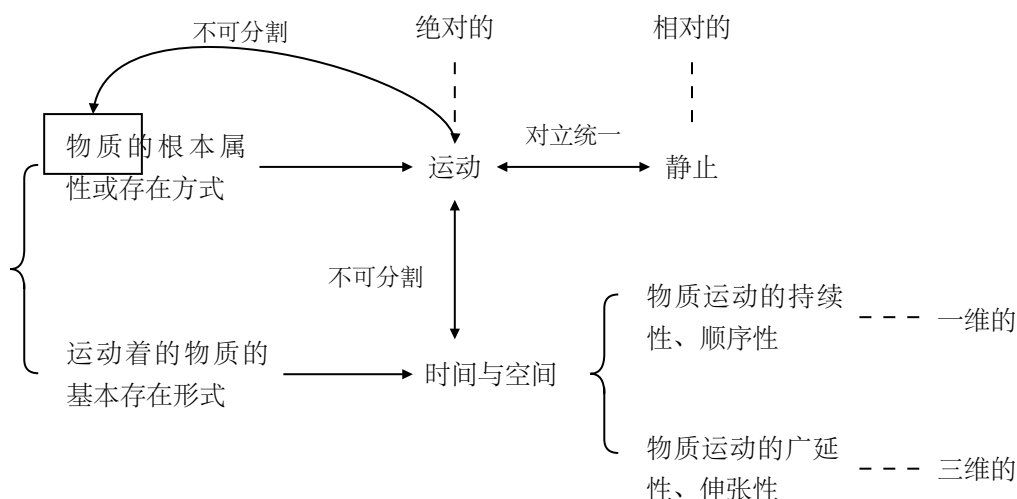 不可分割
绝对的
相对的
物质的根本属
性或存在方式
运动
对立统一
静止
不可分割
运动着的物质的
基本存在形式
时间与空间
物质运动的持续
性、顺序性
一维的
物质运动的广延
性、伸张性
三维的